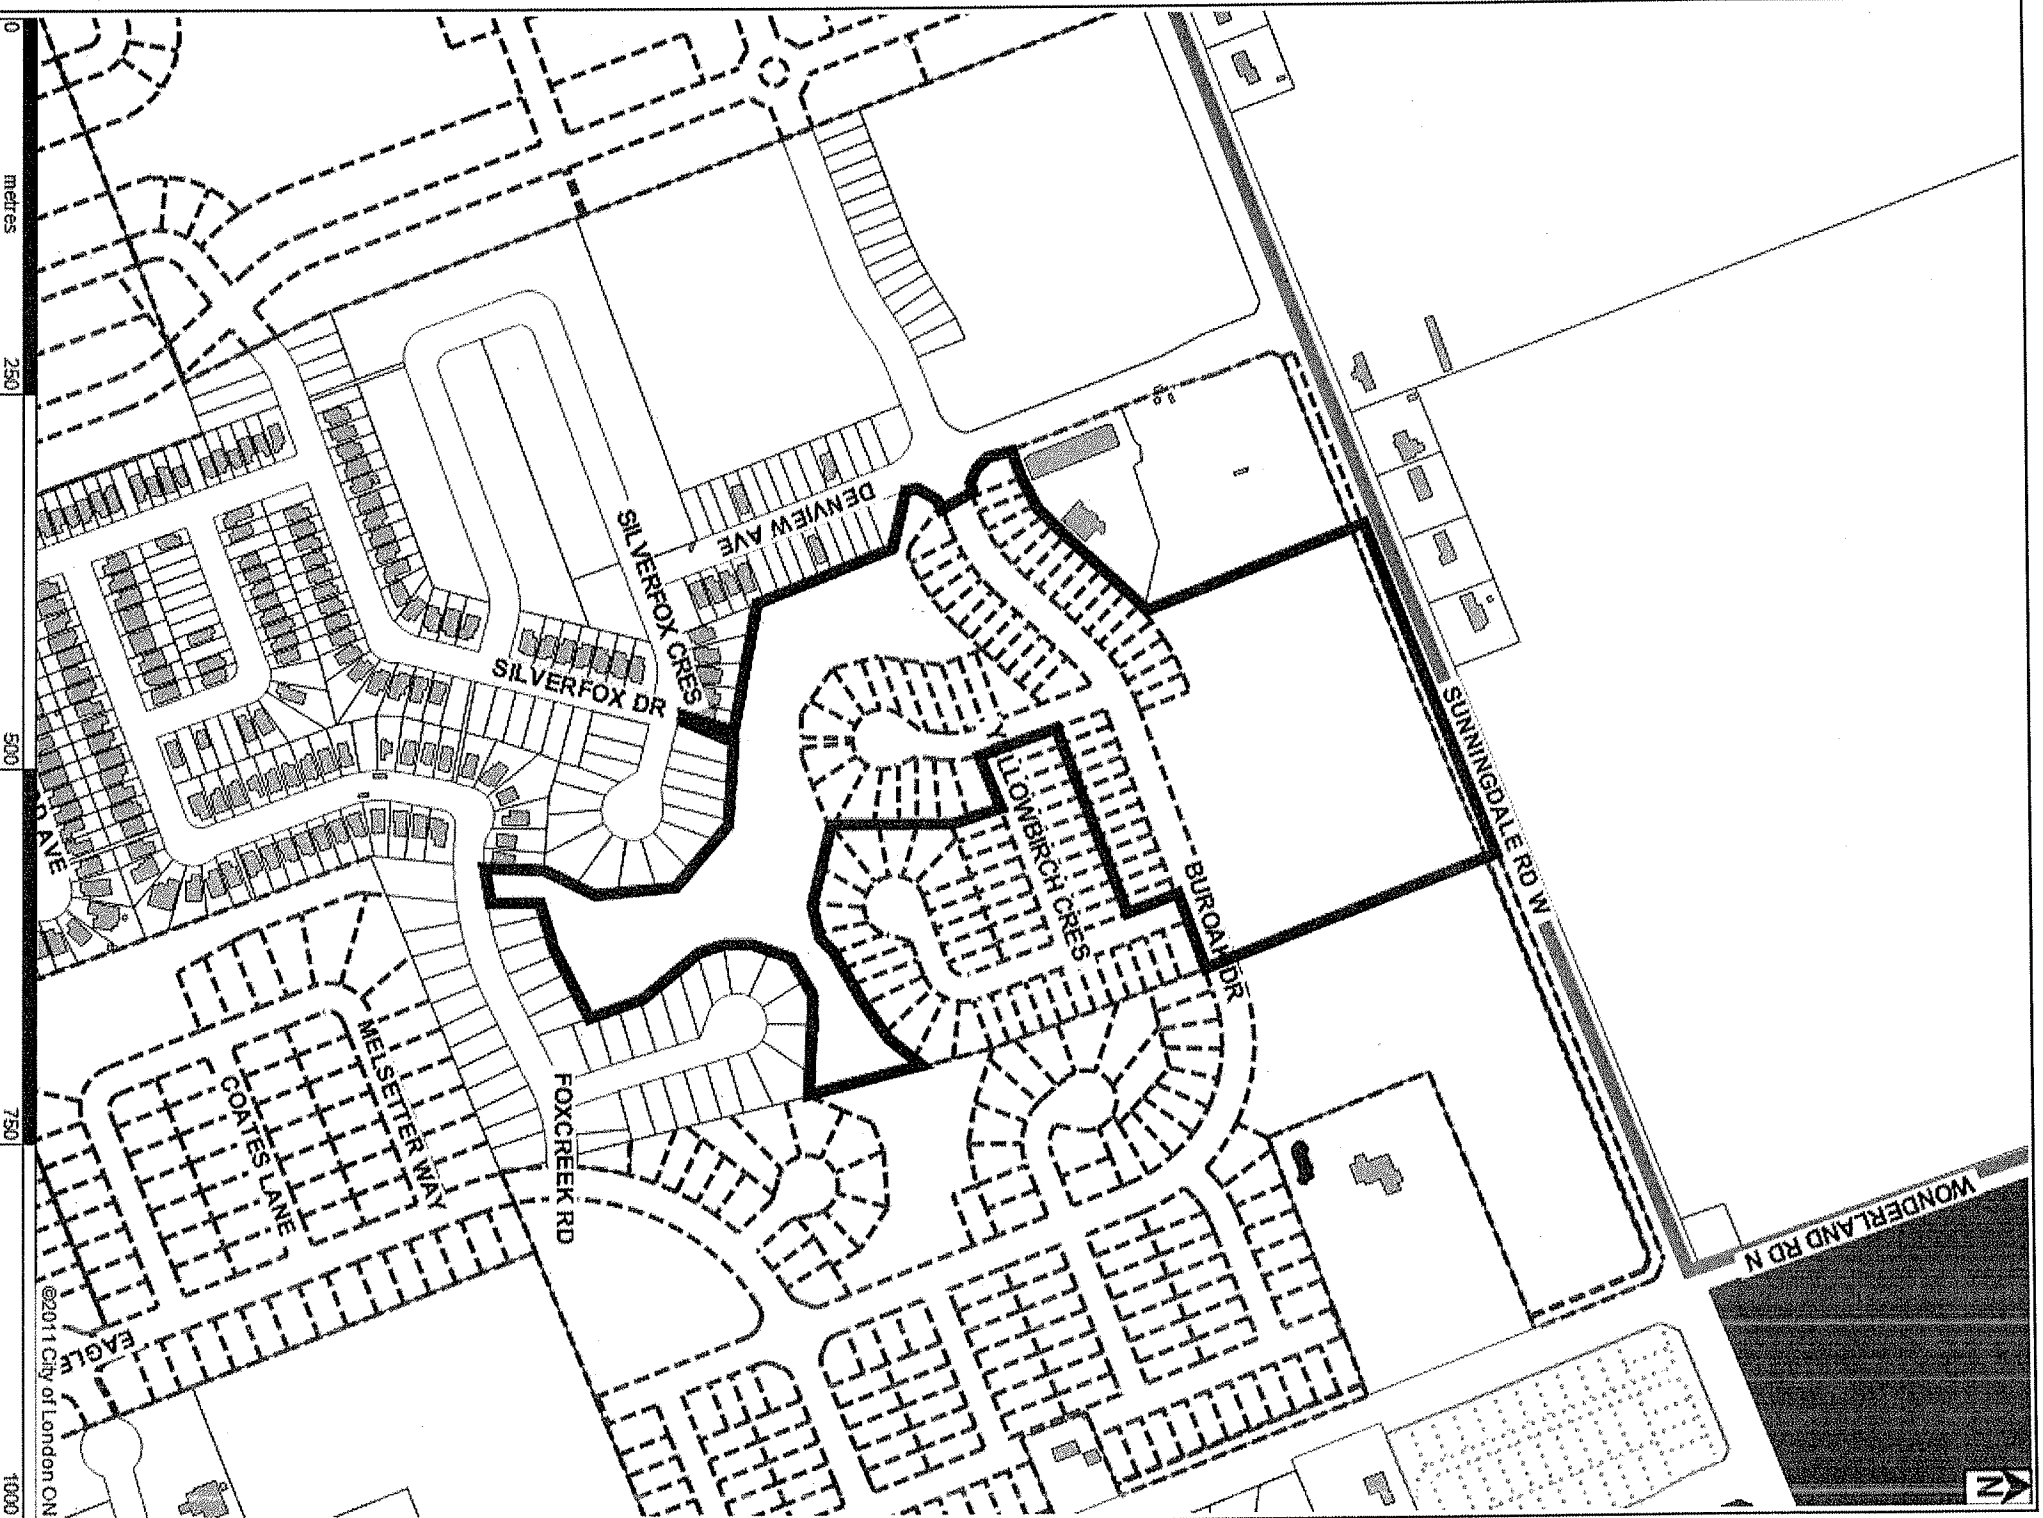 SUNNINGDALE RD W
WONDERLAND RD N
BUROAK DR
LLOWBIRCH CRES
DENVIEW AVE
SILVERFOX CRES
SILVERFOX DR
FOXCREEK RD
MELSETTER WAY
COATES LANE
EAGLE
D AVE
N
0
metres
250
500
750
1000
©2011 City of London ON